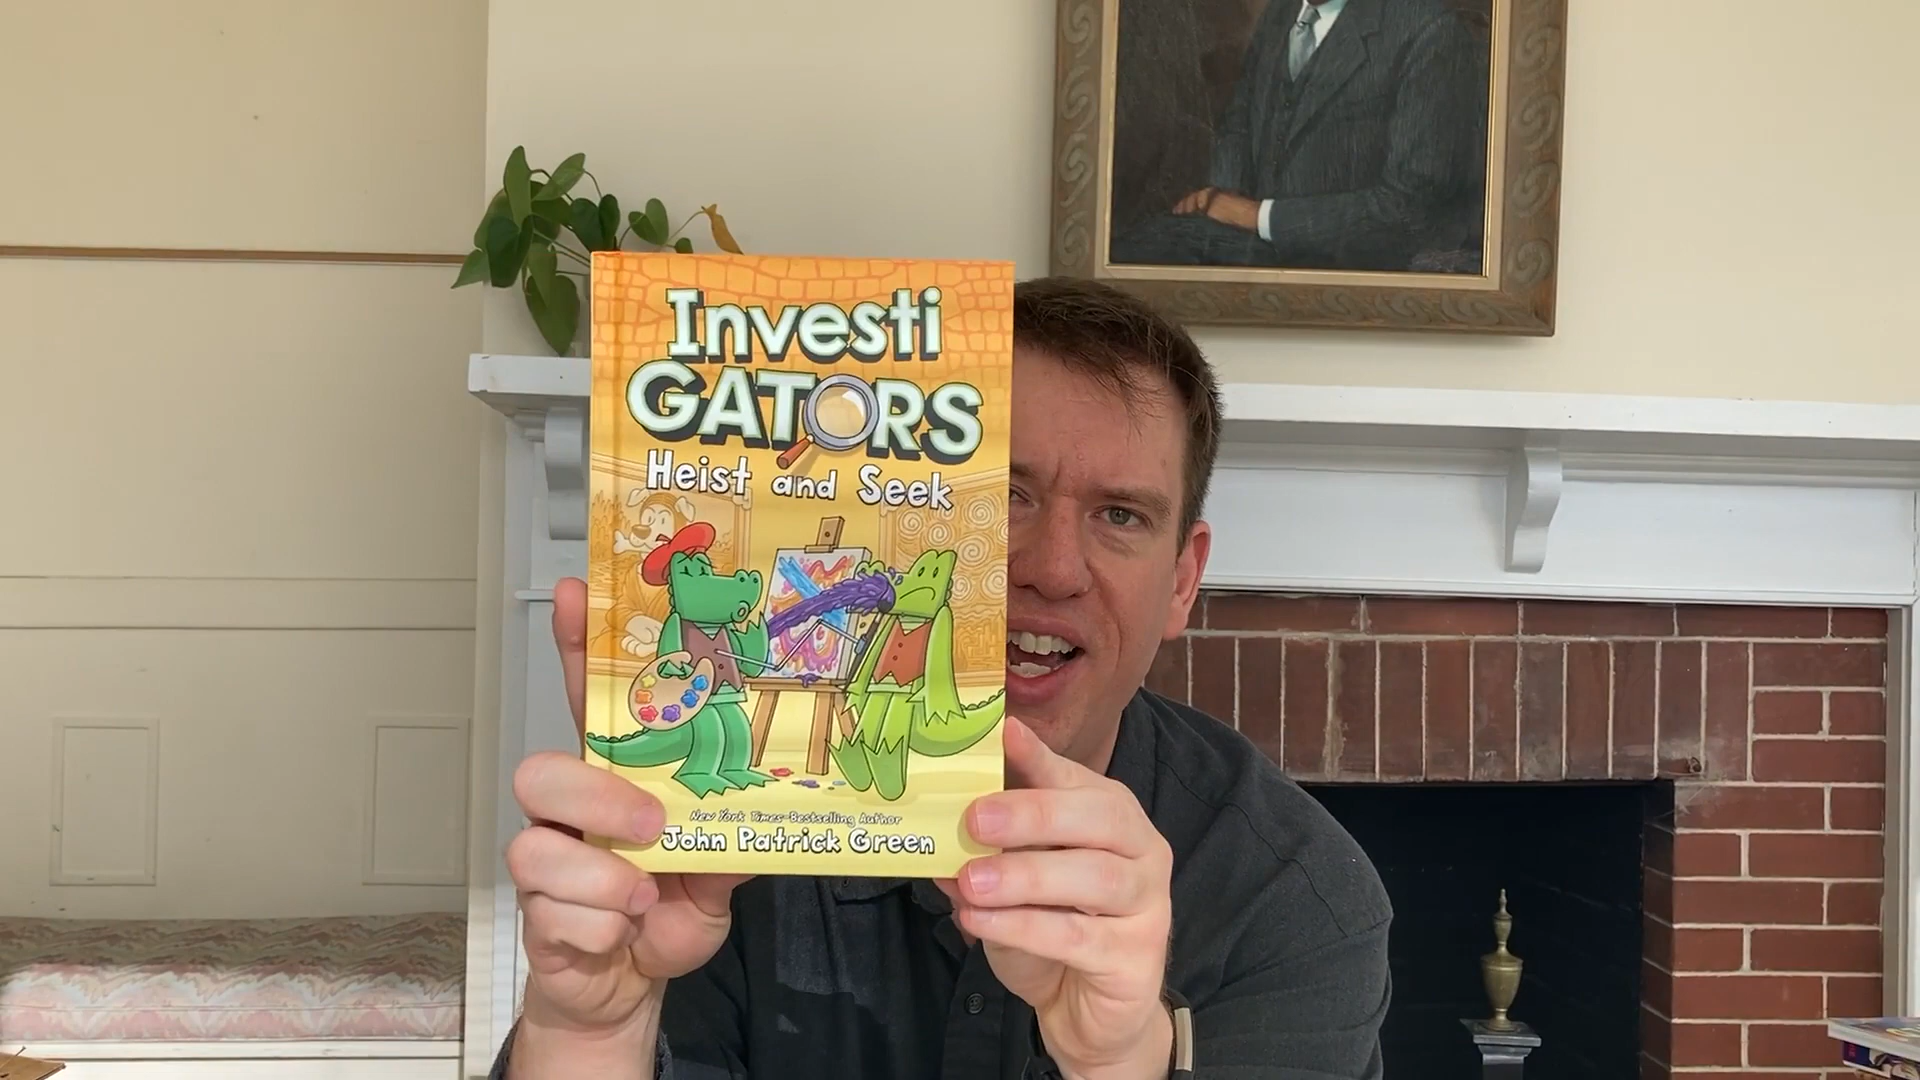 Investi
GATORS
Heist and Seek
New York Times-Bestselling Author
John Patrick Green